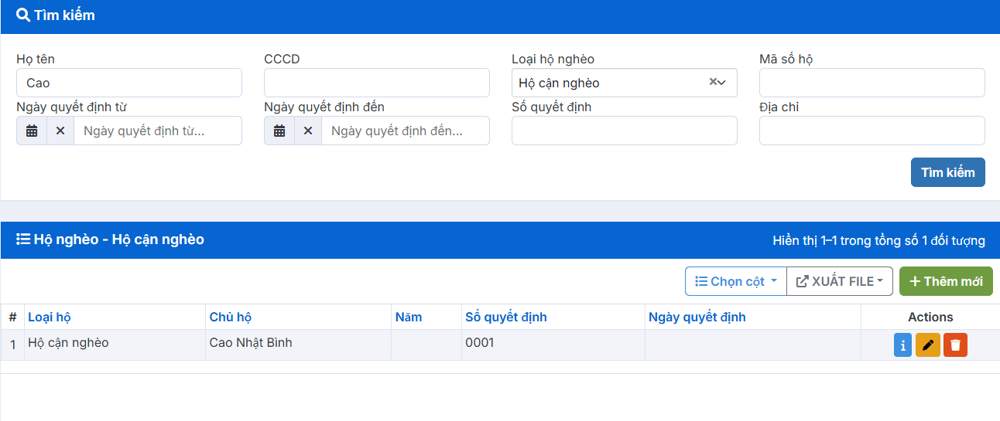 Tìm kiếm
Họ tên CCCD Loại hộ nghèo Mã số hộ
Cao Hộ cận nghèo
Ngày quyết định từ Ngày quyết định đến Số quyết định Địa chỉ
Ngày quyết định từ... Ngày quyết định đến...
Tìm kiếm
Hộ nghèo - Hộ cận nghèo Hiển thị 1–1 trong tổng số 1 đối tượng
Chọn cột XUẤT FILE Thêm mới
# Loại hộ Chủ hộ Năm Số quyết định Ngày quyết định Actions
1 Hộ cận nghèo Cao Nhật Bình 0001